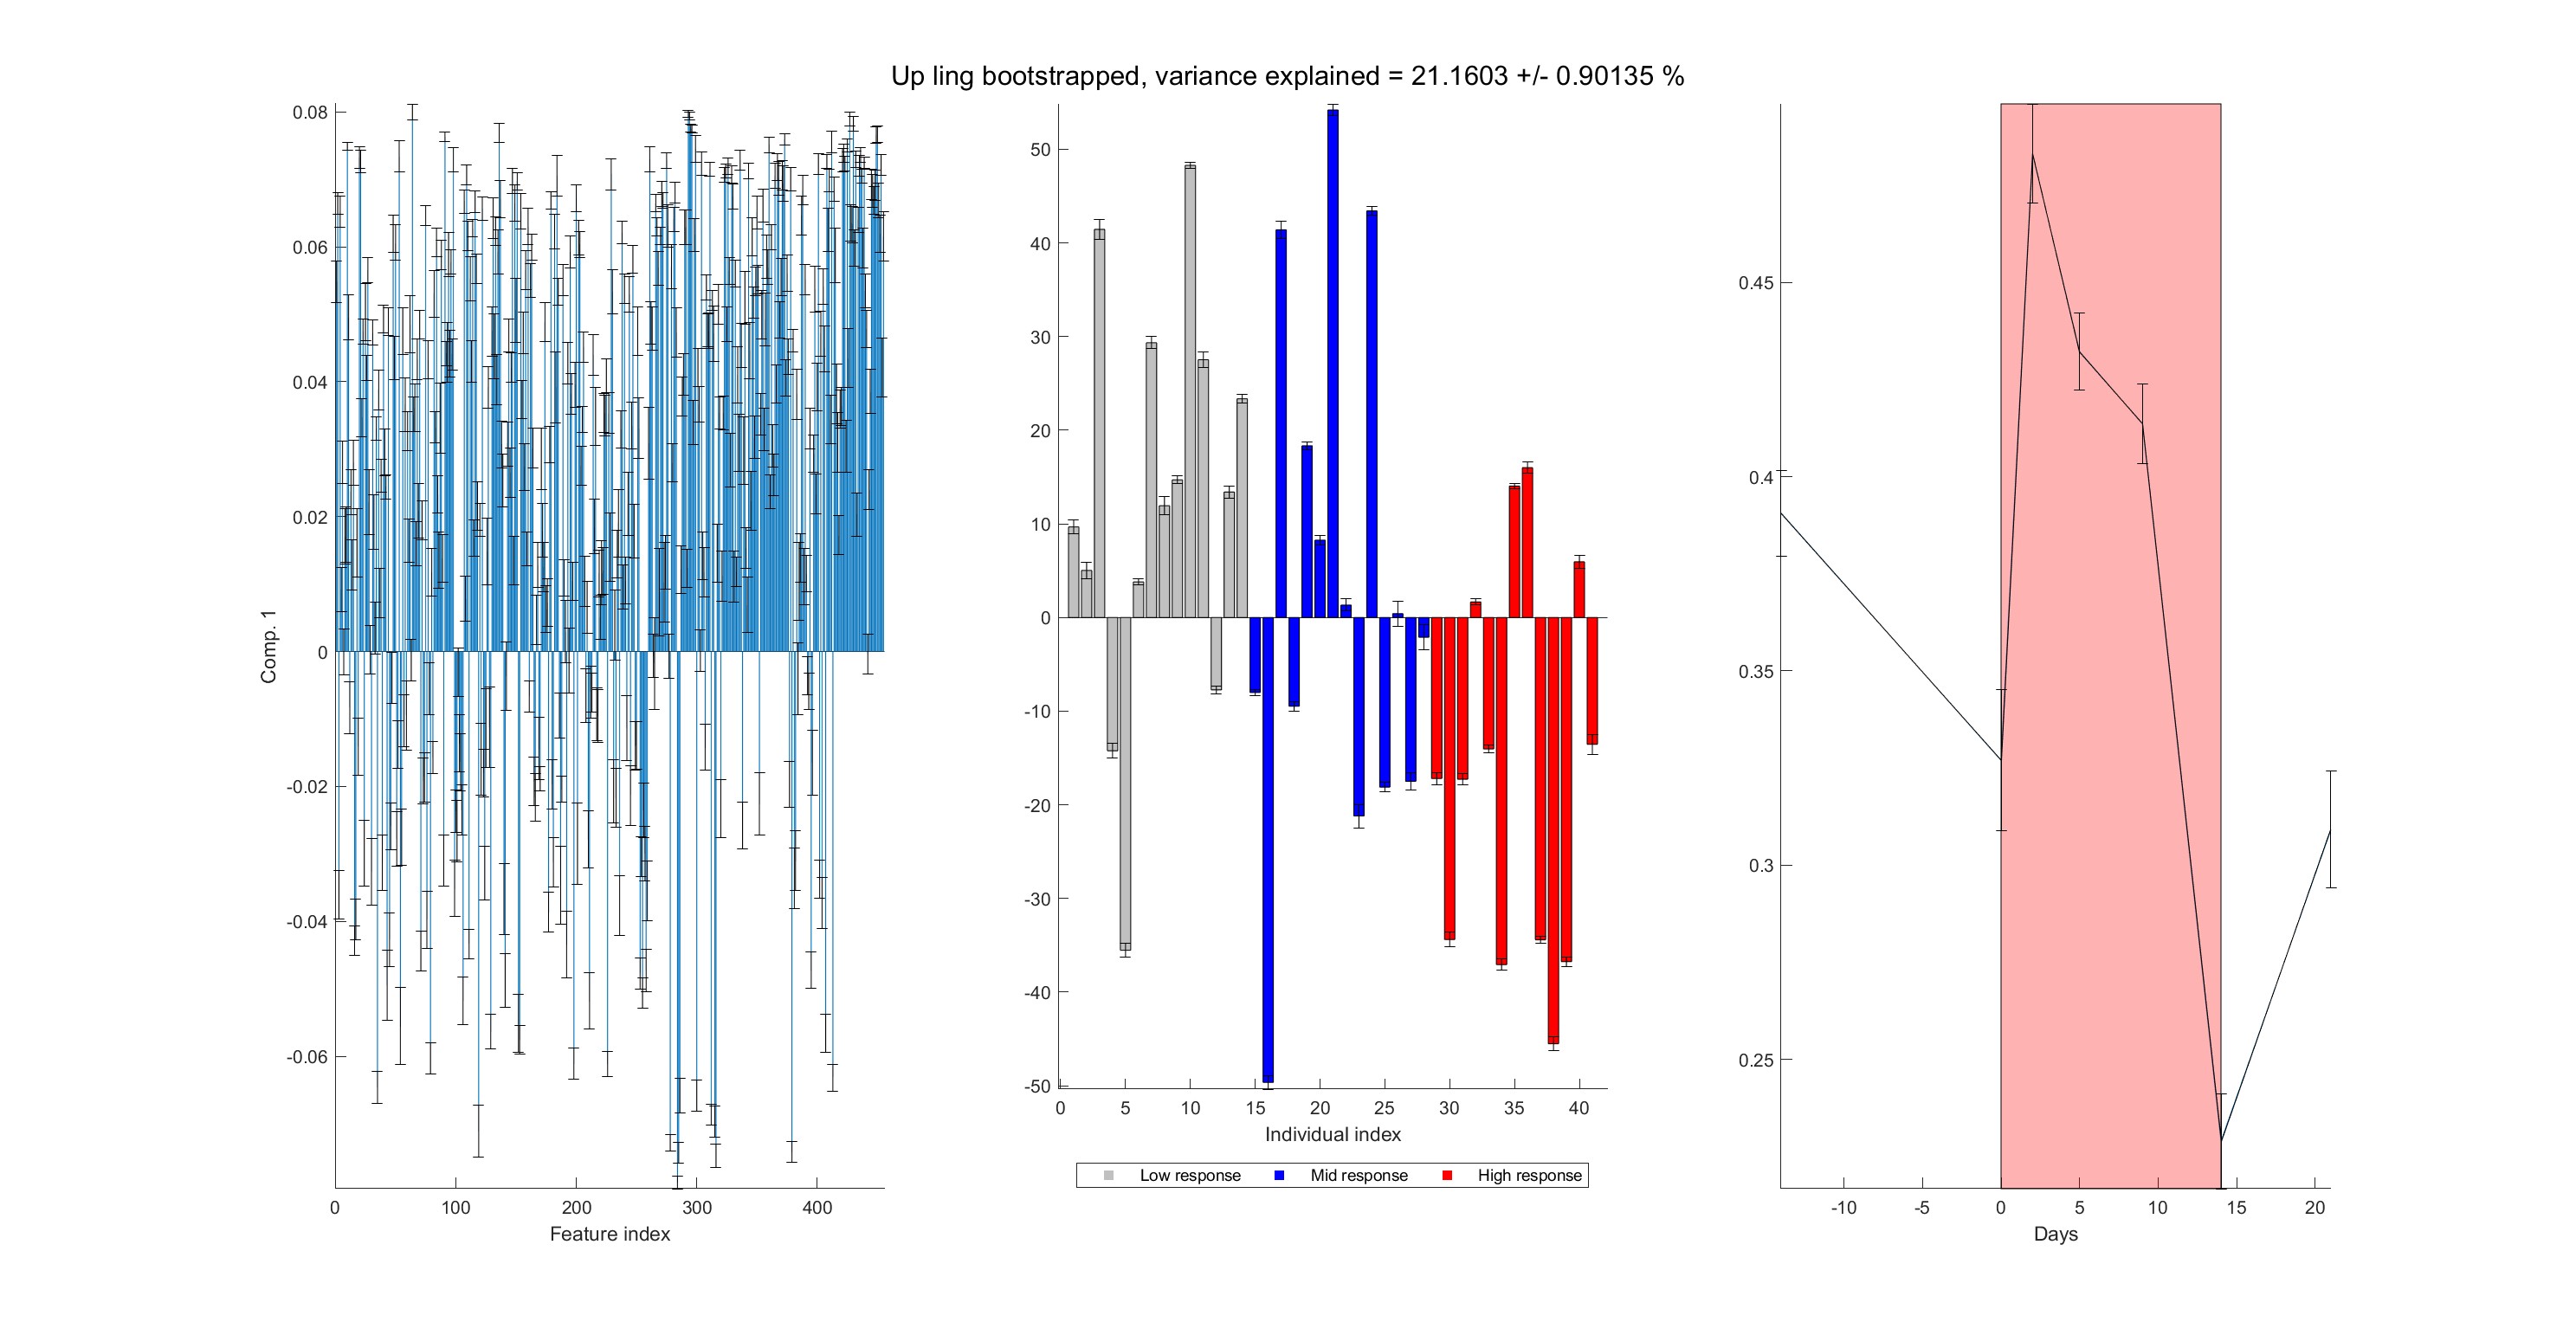 Up ling bootstrapped, variance explained = 21.1603 +/- 0.90135 %
Comp. 1
0.08
0.06
0.04
0.02
0
-0.02
-0.04
-0.06
0 100 200 300 400
Feature index
50
40
30
20
10
0
-10
-20
-30
-40
-50
0 5 10 15 20 25 30 35 40
Individual index
Low response Mid response High response
0.45
0.4
0.35
0.3
0.25
-10 -5 0 5 10 15 20
Days